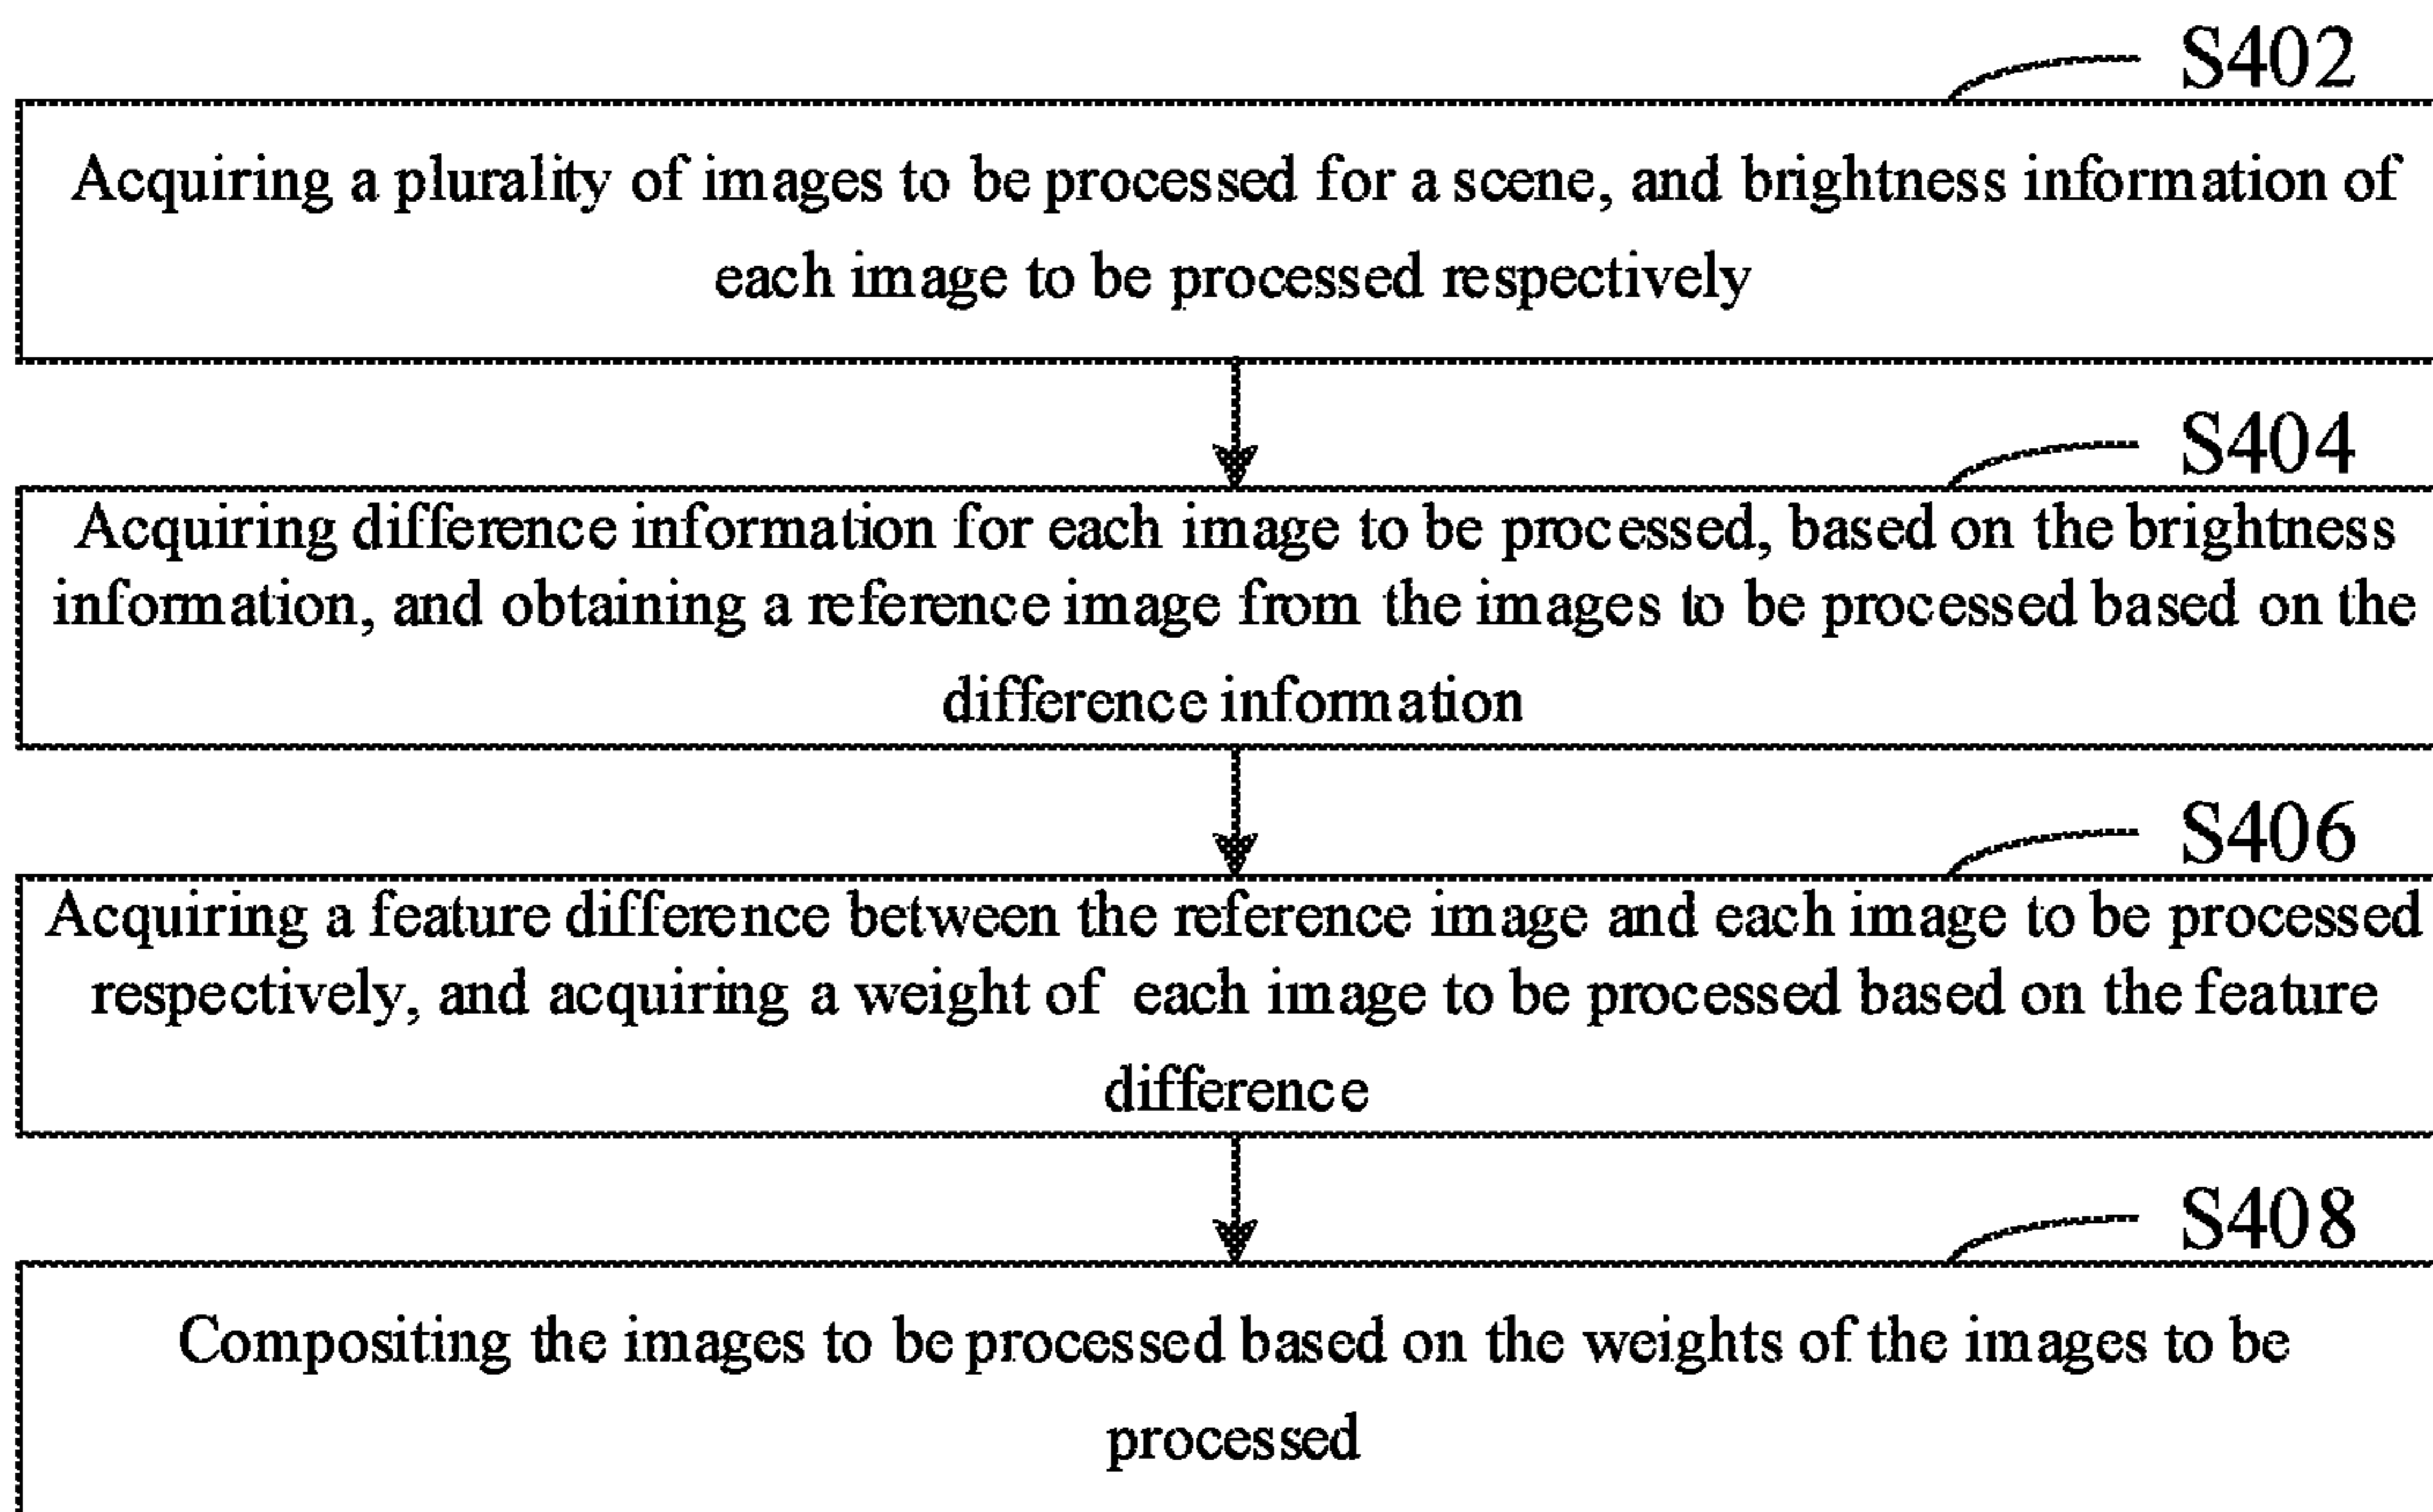 S402
Acquiring a plurality of images to be processed for a scene, and brightness information of
each image to be processed respectively
S404
Acquiring difference information for each image to be processed, based on the brightness
information, and obtaining a reference image from the images to be processed based on the
difference information
S406
Acquiring a feature difference between the reference image and each image to be processed
respectively, and acquiring a weight of each image to be processed based on the feature
difference
S408
Compositing the images to be processed based on the weights of the images to be
processed